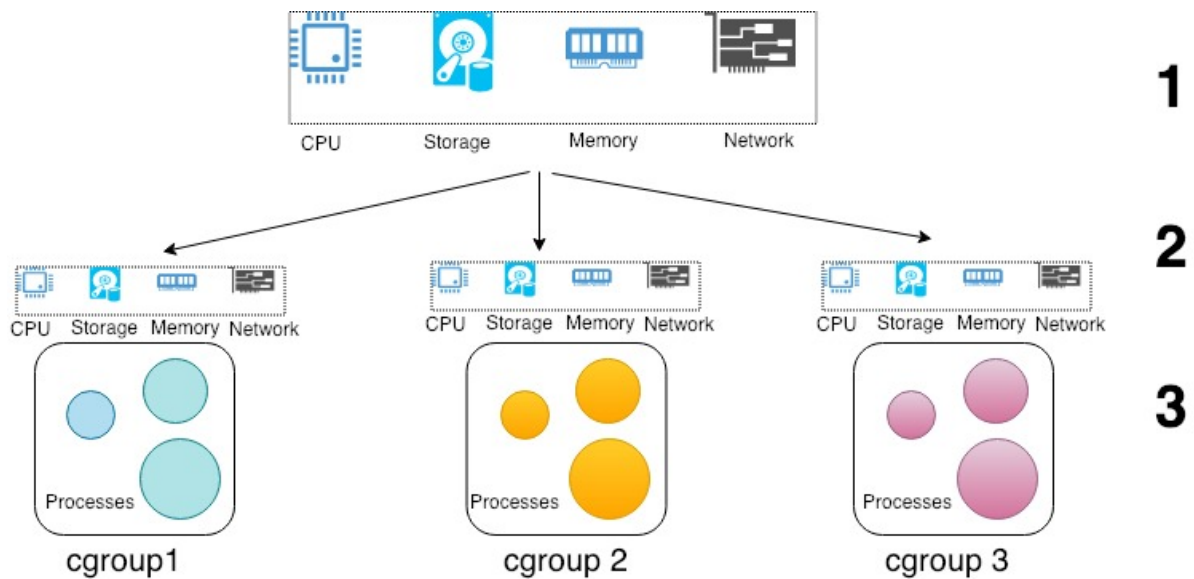 1
CPU Storage Memory Network
2
CPU Storage Memory Network CPU Storage Memory Network CPU Storage Memory Network
3
Processes Processes Processes
cgroup1 cgroup 2 cgroup 3